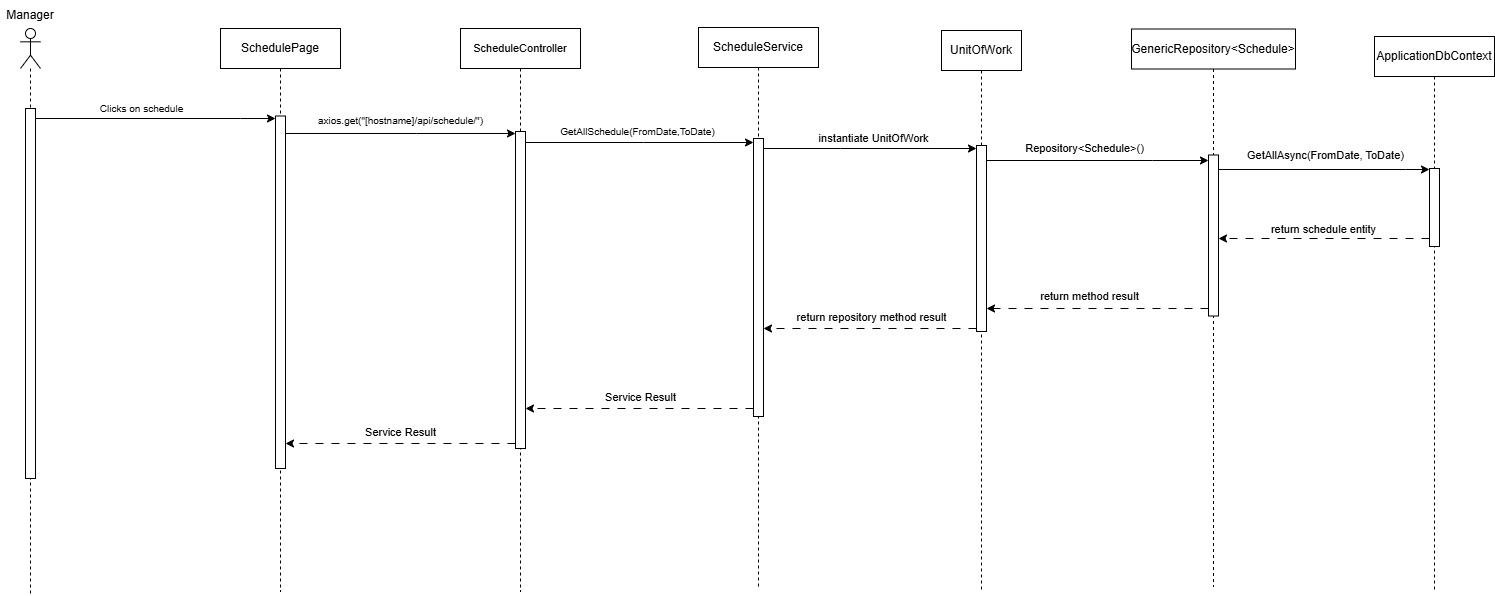 Manager
SchedulePage
ScheduleController
ScheduleService
UnitOfWork
GenericRepository<Schedule>
ApplicationDbContext
Clicks on schedule
axios.get("[hostname]/api/schedule/")
GetAllSchedule(FromDate,ToDate)
instantiate UnitOfWork
Repository<Schedule>()
GetAllAsync(FromDate, ToDate)
return schedule entity
return method result
return repository method result
Service Result
Service Result